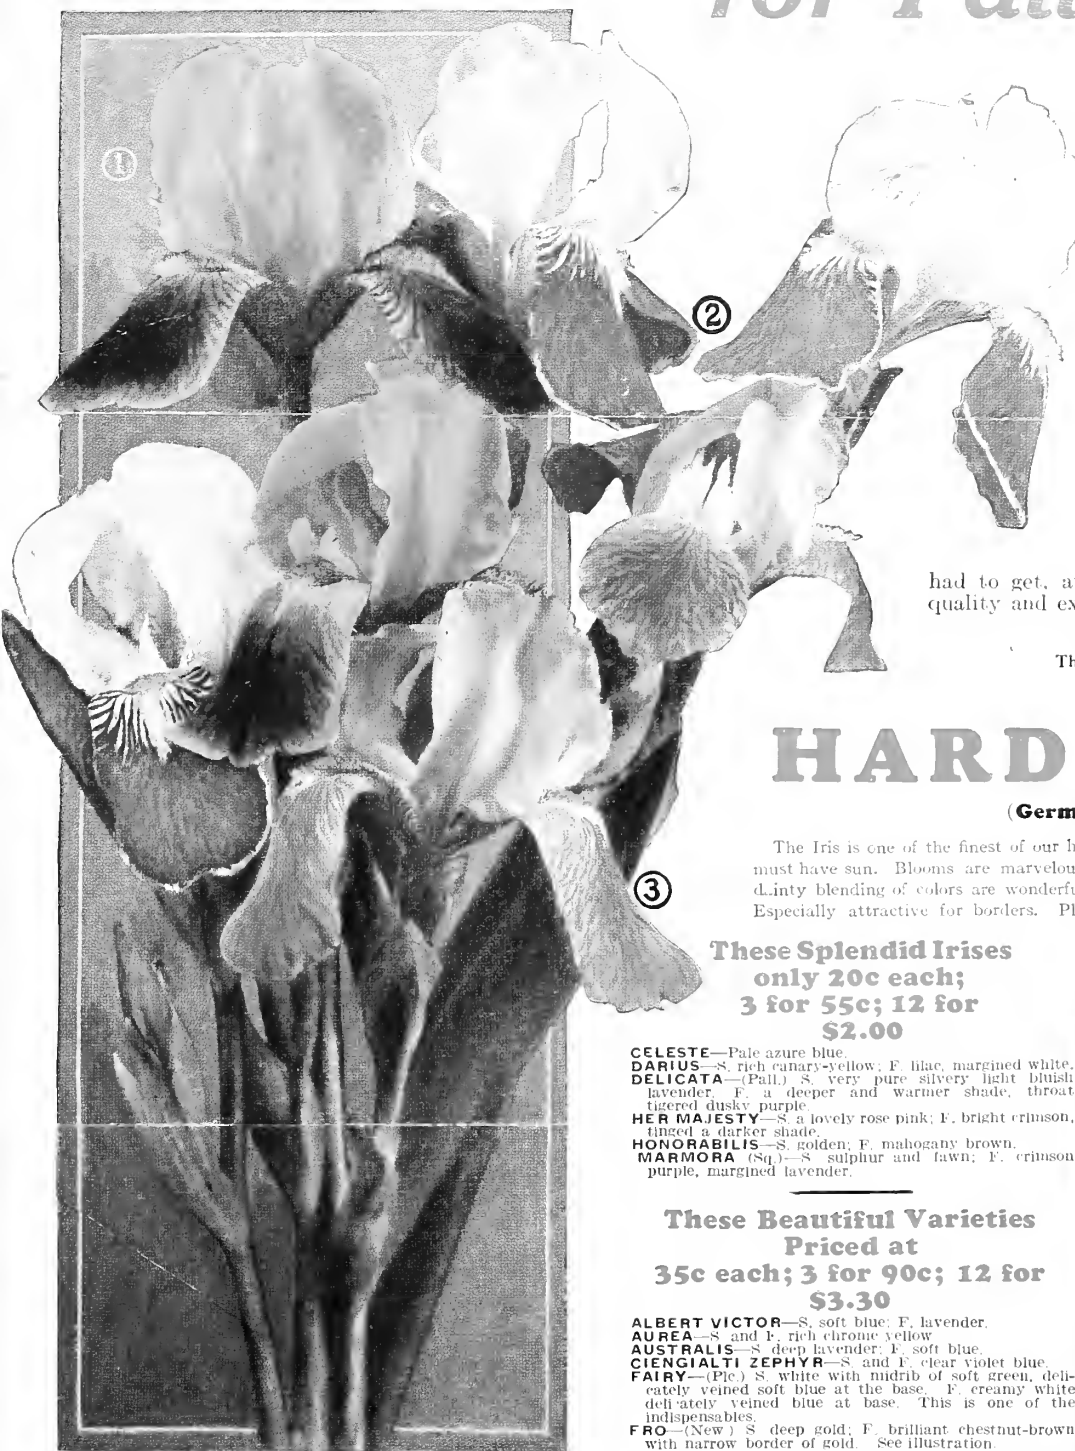 for Fall
①
②
③
had to get, a
quality and ex
Th
HARD
(Germ
The Iris is one of the finest of our h
must have sun. Blooms are marvelou
d..inty blending of colors are wonderfu
Especially attractive for borders. Pl
These Splendid Irises
only 20c each;
3 for 55c; 12 for
$2.00
CELESTE—Pale azure blue.
DARIUS—S. rich canary-yellow; F. lilac, margined white.
DELICATA—(Pall.) S. very pure silvery light bluish
lavender. F. a deeper and warmer shade, throat
tigered dusky purple.
HER MAJESTY—S. a lovely rose pink; F. bright crimson,
tinged a darker shade.
HONORABILIS—S. golden; F. mahogany brown.
MARMORA (Sq.)—S. sulphur and fawn; F. crimson
purple, margined lavender.
These Beautiful Varieties
Priced at
35c each; 3 for 90c; 12 for
$3.30
ALBERT VICTOR—S. soft blue; F. lavender.
AUREA—S and F. rich chrome yellow
AUSTRALIS—S deep lavender; F. soft blue.
CIENGIALTI ZEPHYR—S. and F. clear violet blue.
FAIRY—(Plc.) S. white with midrib of soft green, deli-
cately veined soft blue at the base. F. creamy white
delicately veined blue at base. This is one of the
indispensables.
FRO—(New) S deep gold; F. brilliant chestnut-brown
with narrow border of gold. See illustration.